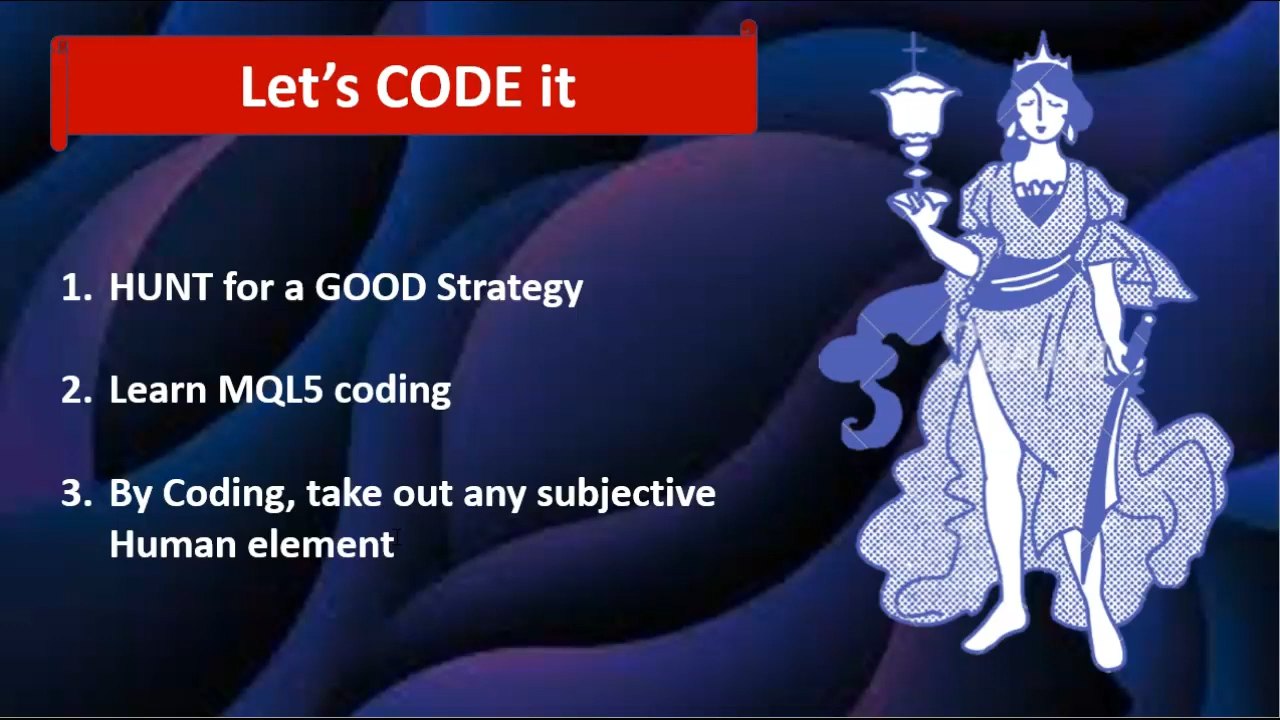 Let's CODE it
1. HUNT for a GOOD Strategy
2. Learn MQL5 coding
3. By Coding, take out any subjective
Human element